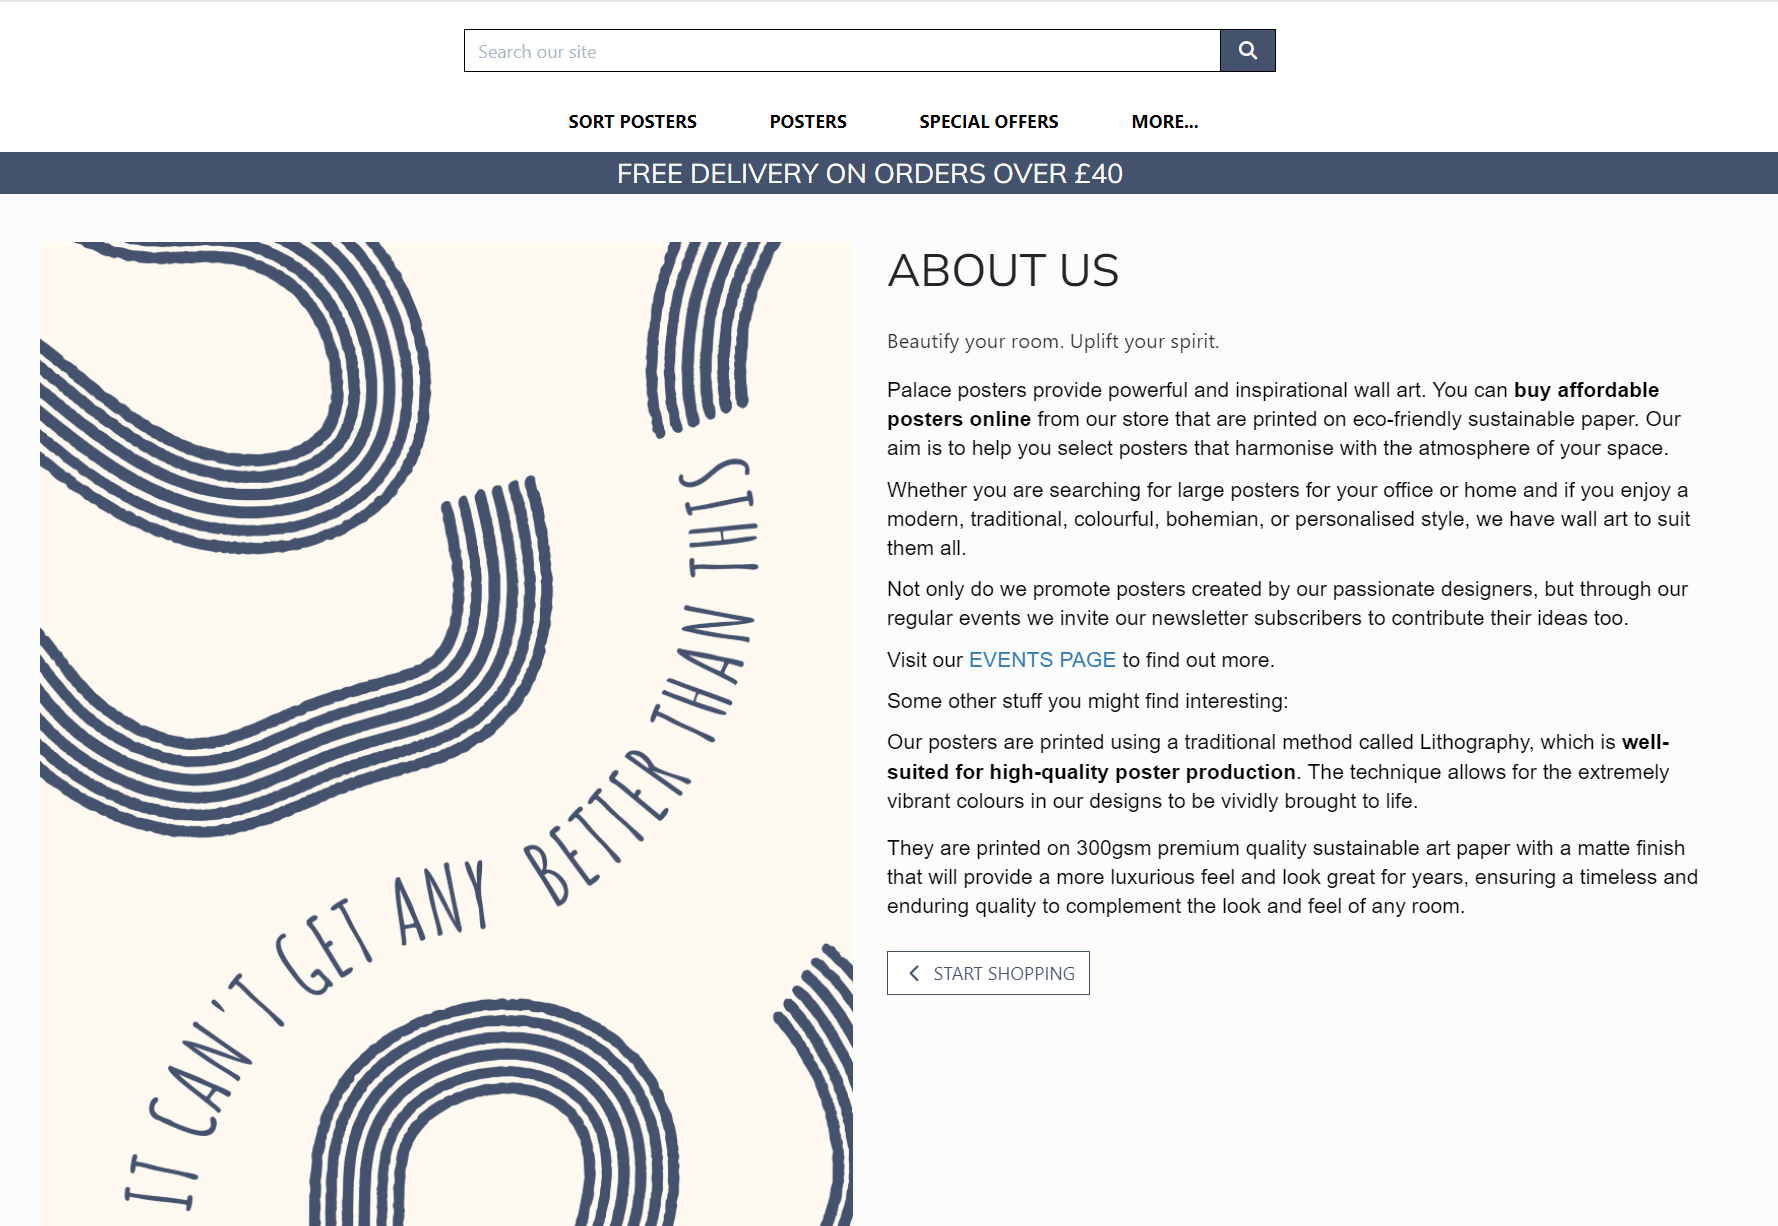 Search our site
SORT POSTERS POSTERS SPECIAL OFFERS MORE...
FREE DELIVERY ON ORDERS OVER £40
IT CAN'T GET ANY BETTER THAN THIS
ABOUT US
Beautify your room. Uplift your spirit.
Palace posters provide powerful and inspirational wall art. You can buy affordable
posters online from our store that are printed on eco-friendly sustainable paper. Our
aim is to help you select posters that harmonise with the atmosphere of your space.
Whether you are searching for large posters for your office or home and if you enjoy a
modern, traditional, colourful, bohemian, or personalised style, we have wall art to suit
them all.
Not only do we promote posters created by our passionate designers, but through our
regular events we invite our newsletter subscribers to contribute their ideas too.
Visit our EVENTS PAGE to find out more.
Some other stuff you might find interesting:
Our posters are printed using a traditional method called Lithography, which is well-
suited for high-quality poster production. The technique allows for the extremely
vibrant colours in our designs to be vividly brought to life.
They are printed on 300gsm premium quality sustainable art paper with a matte finish
that will provide a more luxurious feel and look great for years, ensuring a timeless and
enduring quality to complement the look and feel of any room.
START SHOPPING